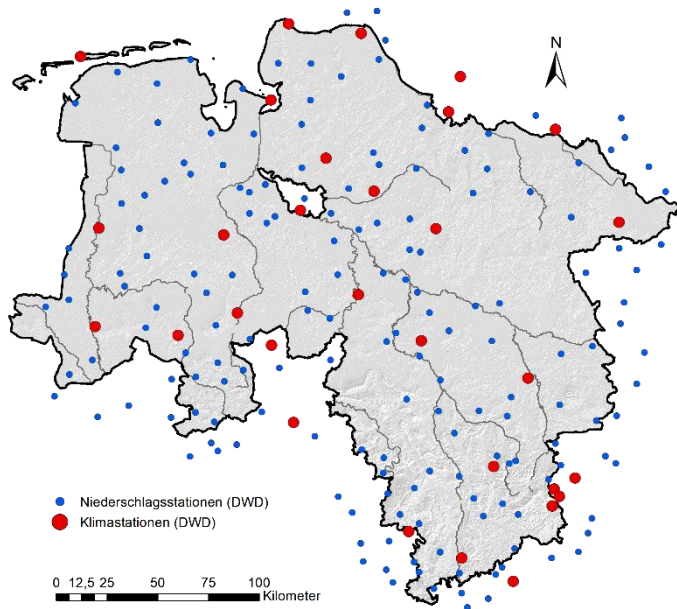 N
Niederschlagsstationen (DWD)
Klimastationen (DWD)
0 12,5 25 50 75 100
Kilometer